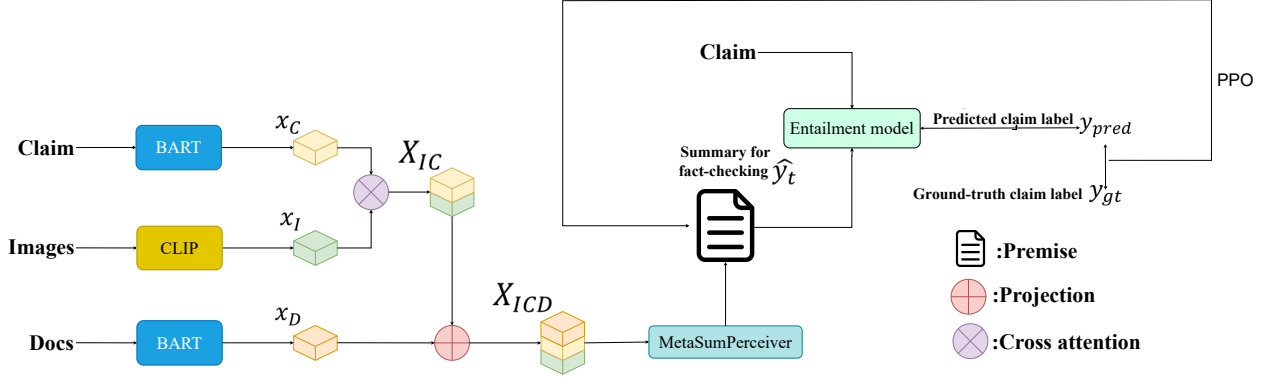 Claim
BART
x_C
X_IC
Images
CLIP
x_I
Docs
BART
x_D
X_ICD
MetaSumPerceiver
Claim
Entailment model
Summary for
fact-checking ŷ_t
Predicted claim label y_pred
Ground-truth claim label y_gt
PPO
:Premise
:Projection
:Cross attention